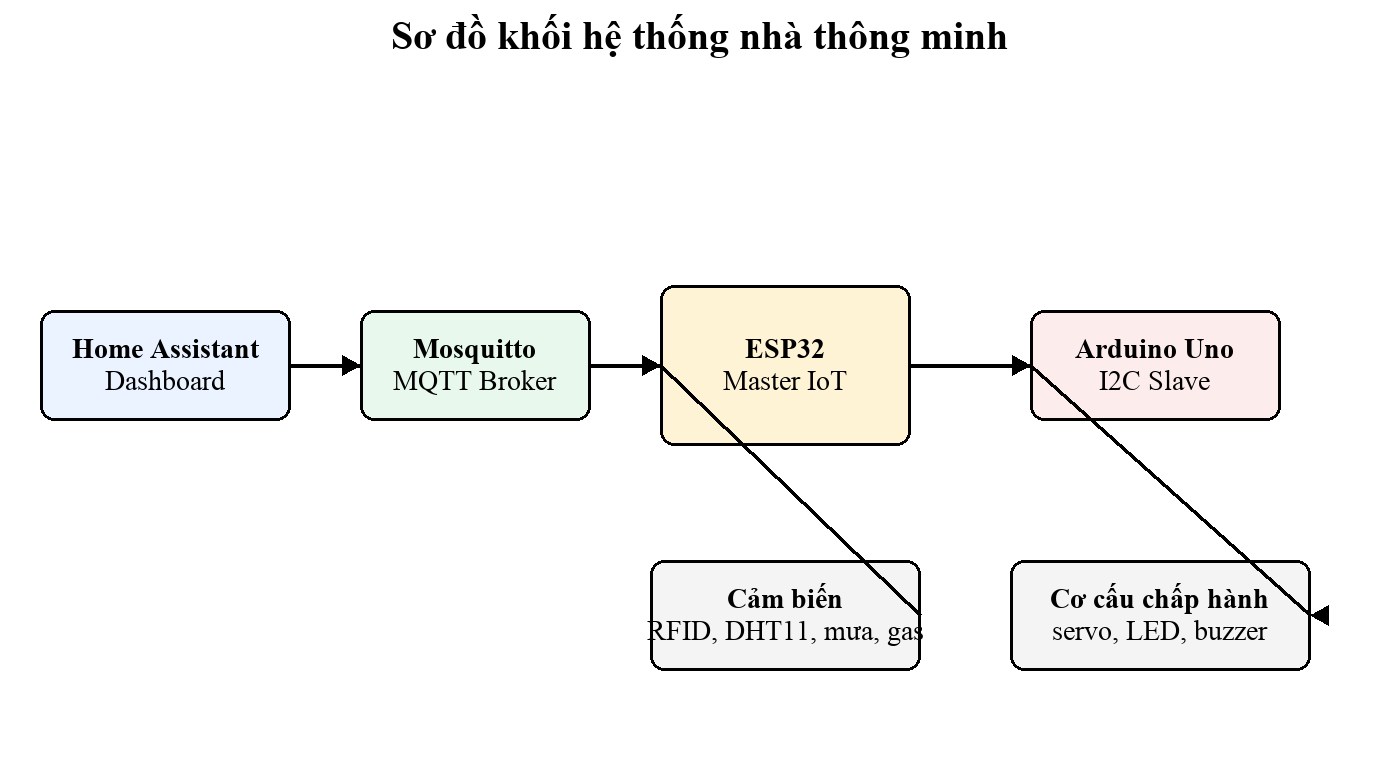 Sơ đồ khối hệ thống nhà thông minh
Home Assistant
Dashboard
Mosquitto
MQTT Broker
ESP32
Master IoT
Arduino Uno
I2C Slave
Cảm biến
RFID, DHT11, mưa, gas
Cơ cấu chấp hành
servo, LED, buzzer